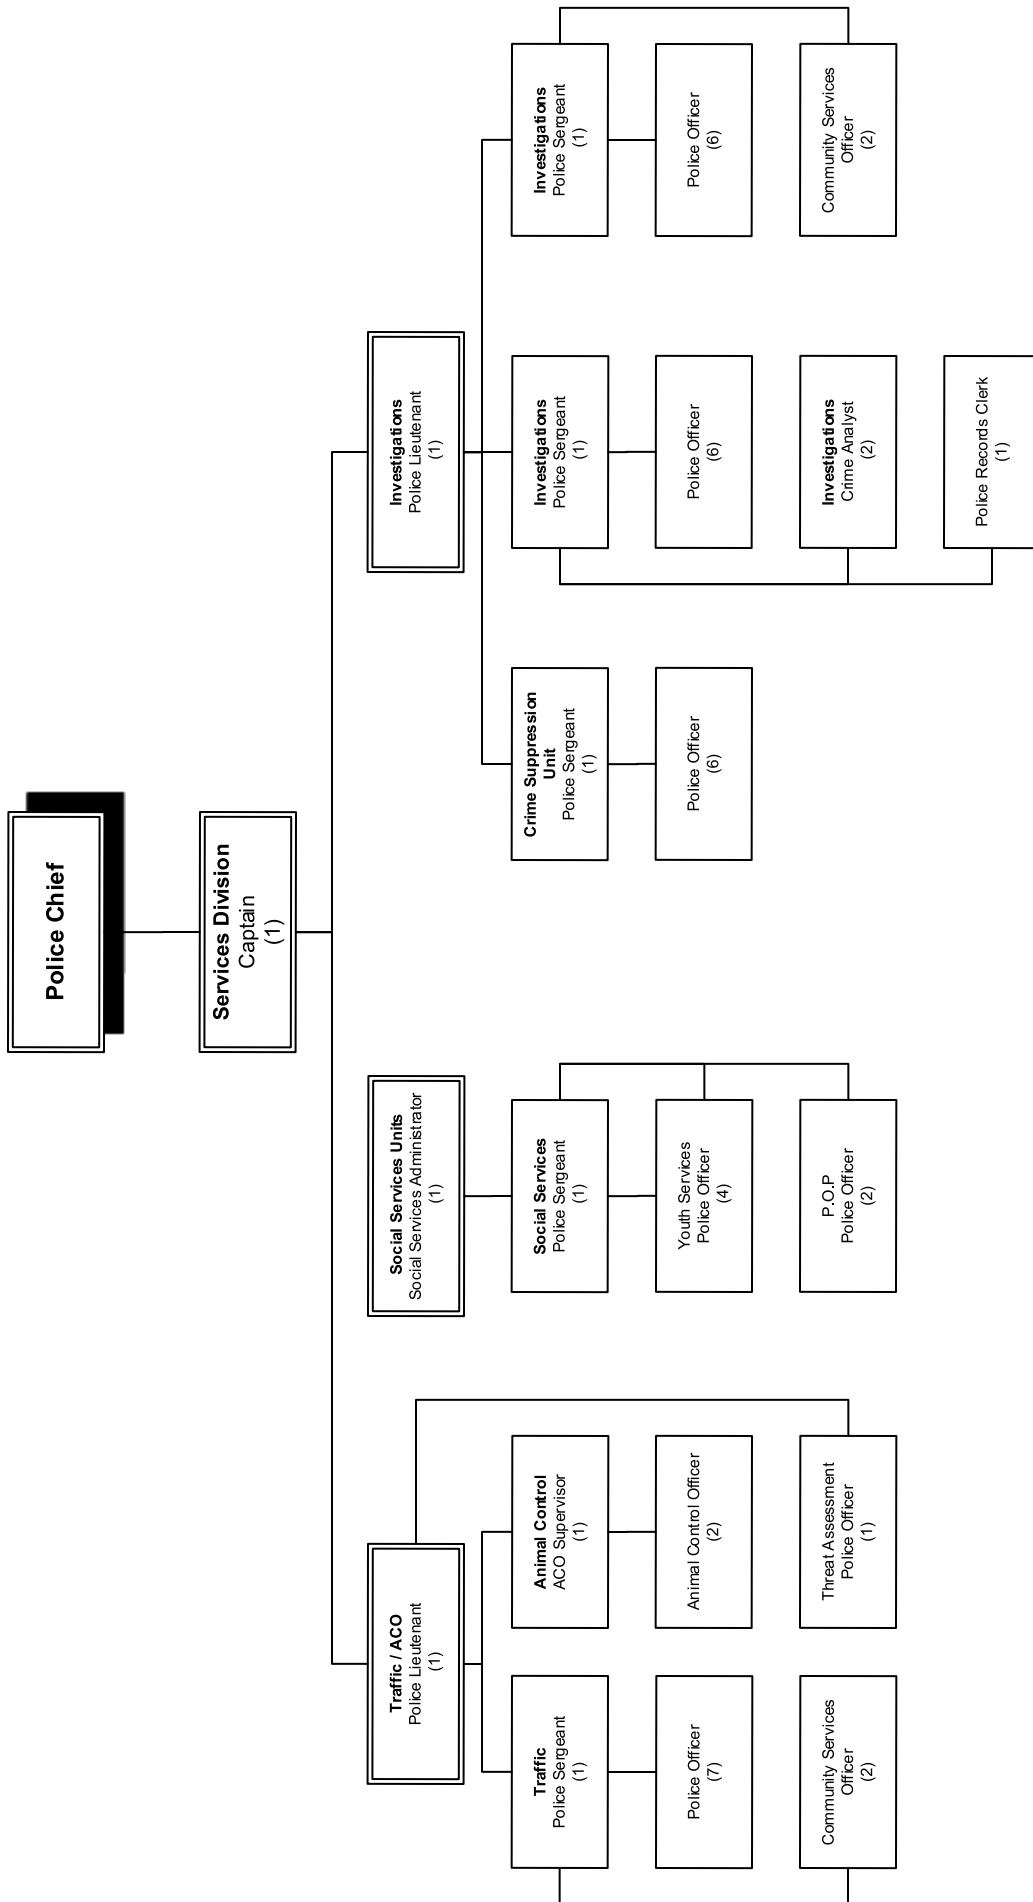 Police Chief
Services Division
Captain
(1)
Traffic / ACO
Police Lieutenant
(1)
Social Services Units
Social Services Administrator
(1)
Investigations
Police Lieutenant
(1)
Traffic
Police Sergeant
(1)
Animal Control
ACO Supervisor
(1)
Social Services
Police Sergeant
(1)
Crime Suppression
Unit
Police Sergeant
(1)
Investigations
Police Sergeant
(1)
Investigations
Police Sergeant
(1)
Police Officer
(7)
Animal Control Officer
(2)
Youth Services
Police Officer
(4)
Police Officer
(6)
Police Officer
(6)
Police Officer
(6)
Community Services
Officer
(2)
Threat Assessment
Police Officer
(1)
P.O.P
Police Officer
(2)
Investigations
Crime Analyst
(2)
Community Services
Officer
(2)
Police Records Clerk
(1)